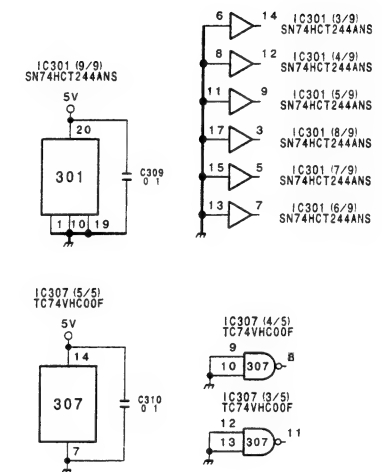 IC301 (9/9)
SN74HCT244ANS
5V
20
301
C309
0.1
1 10 19
6 14 IC301 (3/9)
SN74HCT244ANS
8 12 IC301 (4/9)
SN74HCT244ANS
11 9 IC301 (5/9)
SN74HCT244ANS
17 3 IC301 (8/9)
SN74HCT244ANS
15 5 IC301 (7/9)
SN74HCT244ANS
13 7 IC301 (6/9)
SN74HCT244ANS
IC307 (5/5)
TC74VHC00F
5V
14
307
C310
0.1
7
IC307 (4/5)
TC74VHC00F
9
10 307 8
IC307 (3/5)
TC74VHC00F
12
13 307 11